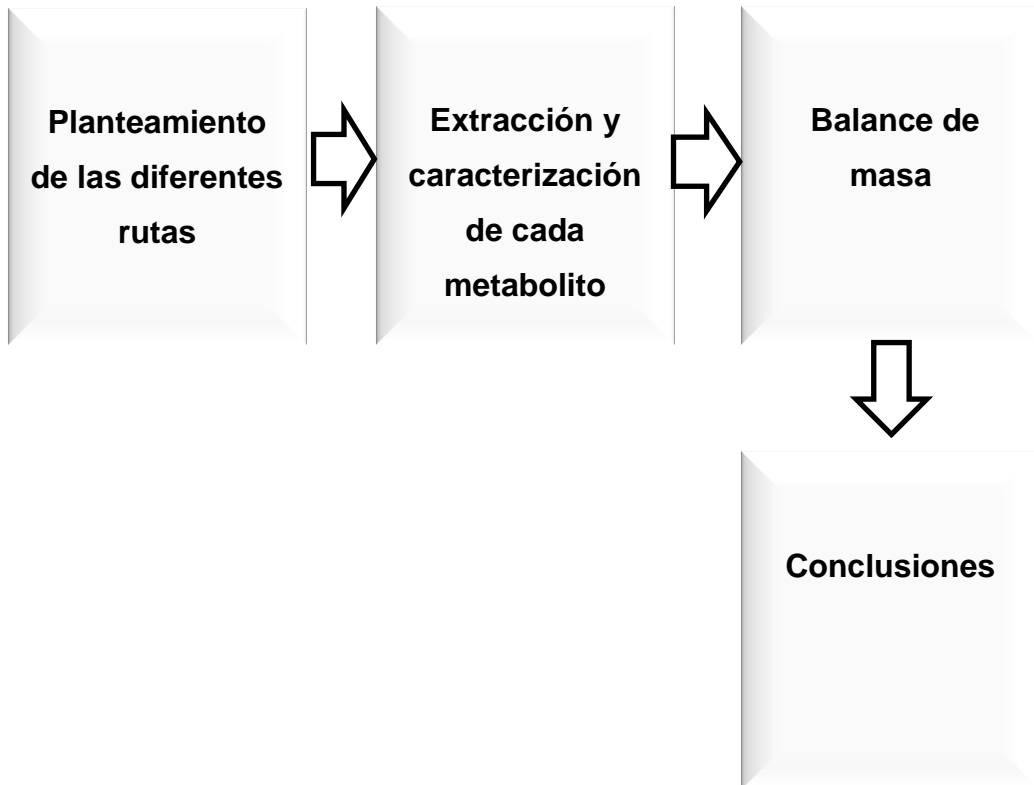 Planteamiento
de las diferentes
rutas
Extracción y
caracterización
de cada
metabolito
Balance de
masa
Conclusiones